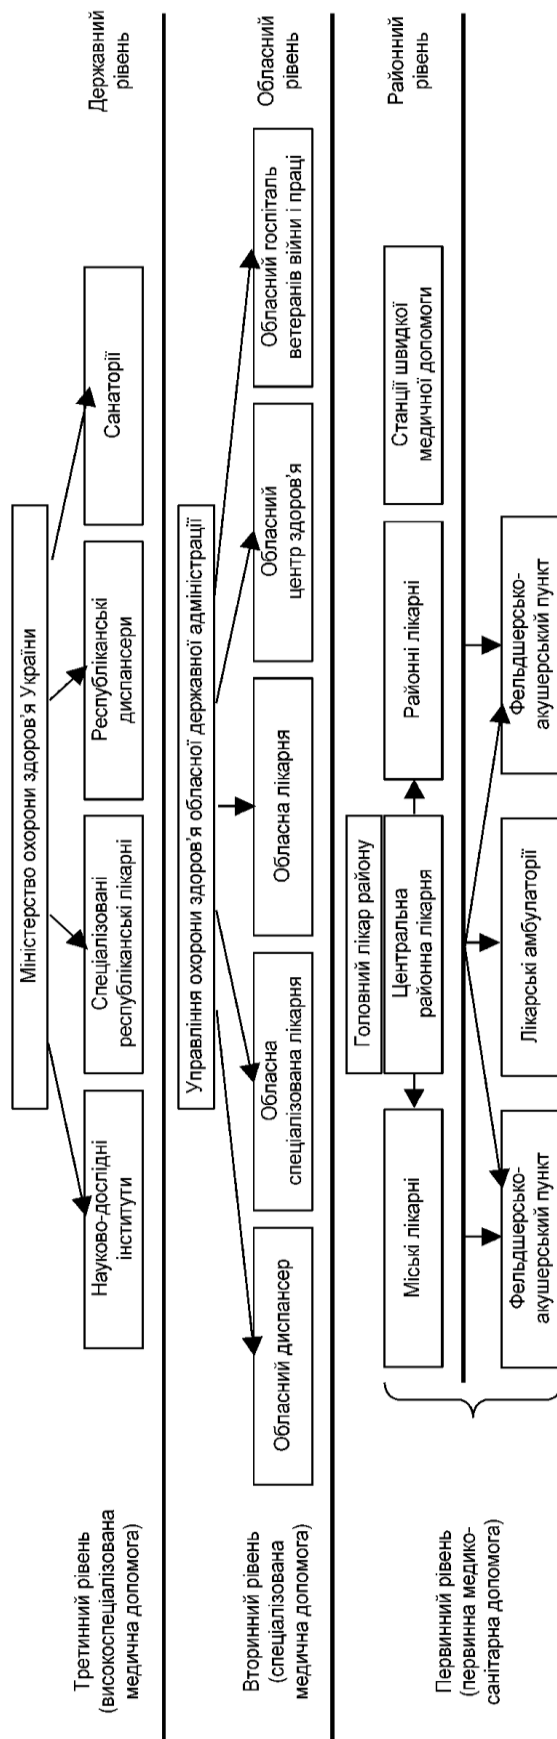 Міністерство охорони здоров'я України
Державний
рівень
Третинний рівень
(високоспеціалізована
медична допомога)
Науково-дослідні
інститути
Спеціалізовані
республіканські лікарні
Республіканські
диспансери
Санаторії
Управління охорони здоров'я обласної державної адміністрації
Обласний
рівень
Вторинний рівень
(спеціалізована
медична допомога)
Обласний диспансер
Обласна
спеціалізована лікарня
Обласна лікарня
Обласний
центр здоров'я
Обласний госпіталь
ветеранів війни і праці
Головний лікар району
Районний
рівень
Міські лікарні
Центральна
районна лікарня
Районні лікарні
Станції швидкої
медичної допомоги
Первинний рівень
(первинна медико-
санітарна допомога)
Фельдшерсько-
акушерський пункт
Лікарські амбулаторії
Фельдшерсько-
акушерський пункт